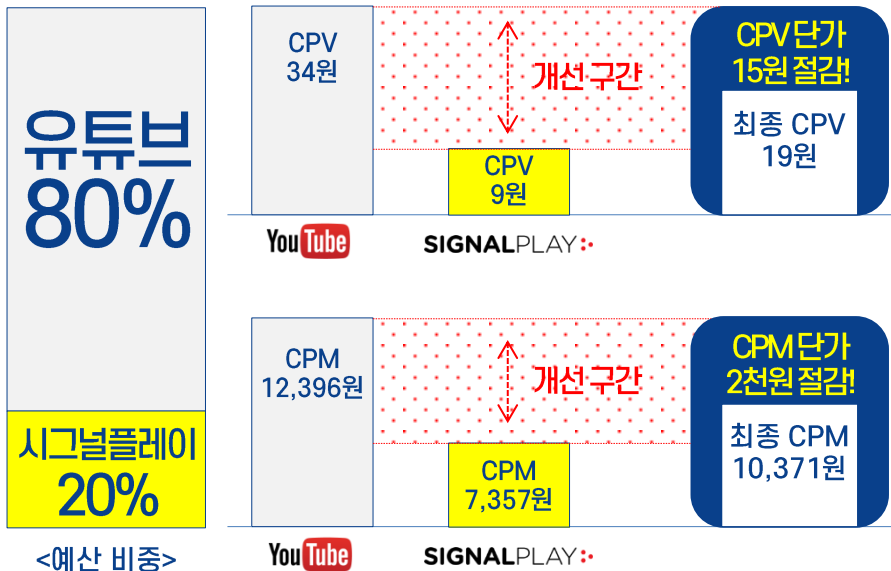 유튜브
80%
시그널플레이
20%
<예산 비중>
CPV
34원
개선 구간
CPV
9원
CPV 단가
15원 절감!
최종 CPV
19원
YouTube
SIGNALPLAY
CPM
12,396원
개선 구간
CPM
7,357원
CPM 단가
2천원 절감!
최종 CPM
10,371원
YouTube
SIGNALPLAY